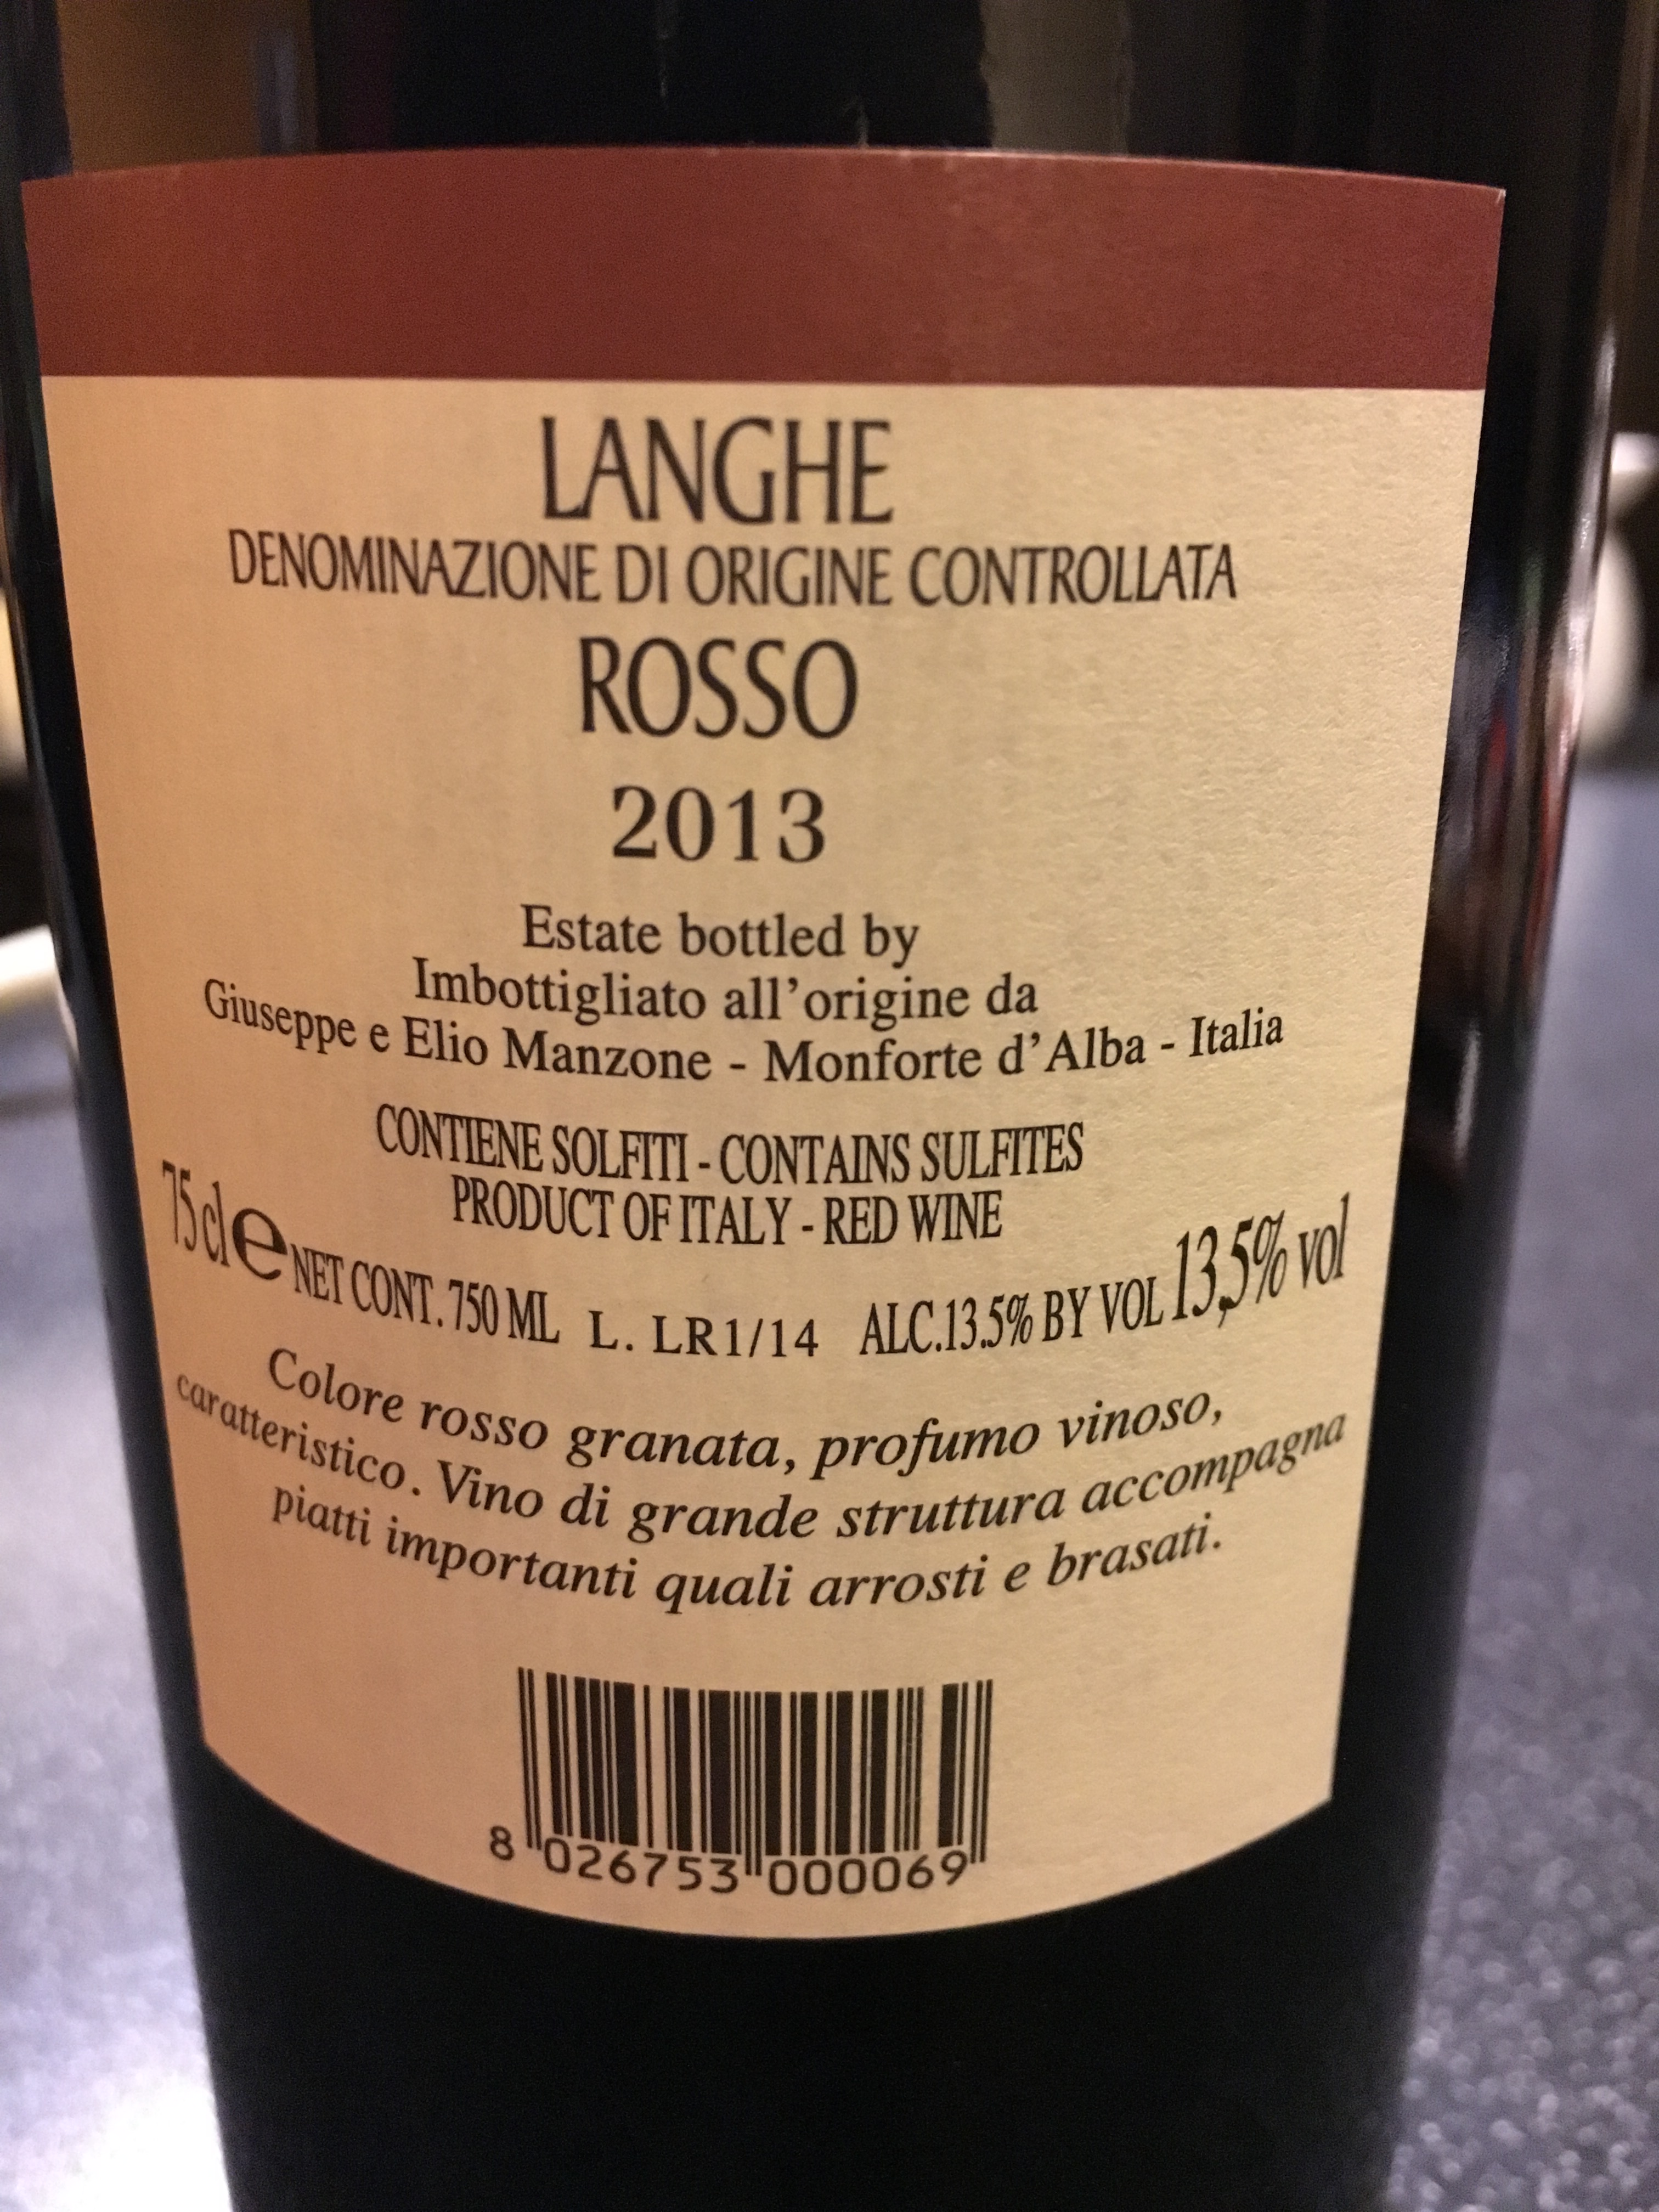 LANGHE
DENOMINAZIONE DI ORIGINE CONTROLLATA
ROSSO
2013
Estate bottled by
Imbottigliato all'origine da
Giuseppe e Elio Manzone - Monforte d'Alba - Italia
CONTIENE SOLFITI - CONTAINS SULFITES
PRODUCT OF ITALY - RED WINE
75 cl e NET CONT. 750 ML L. LR1/14 ALC.13.5% BY VOL 13,5% vol
Colore rosso granata, profumo vinoso,
caratteristico. Vino di grande struttura accompagna
piatti importanti quali arrosti e brasati.
8 026753 000069